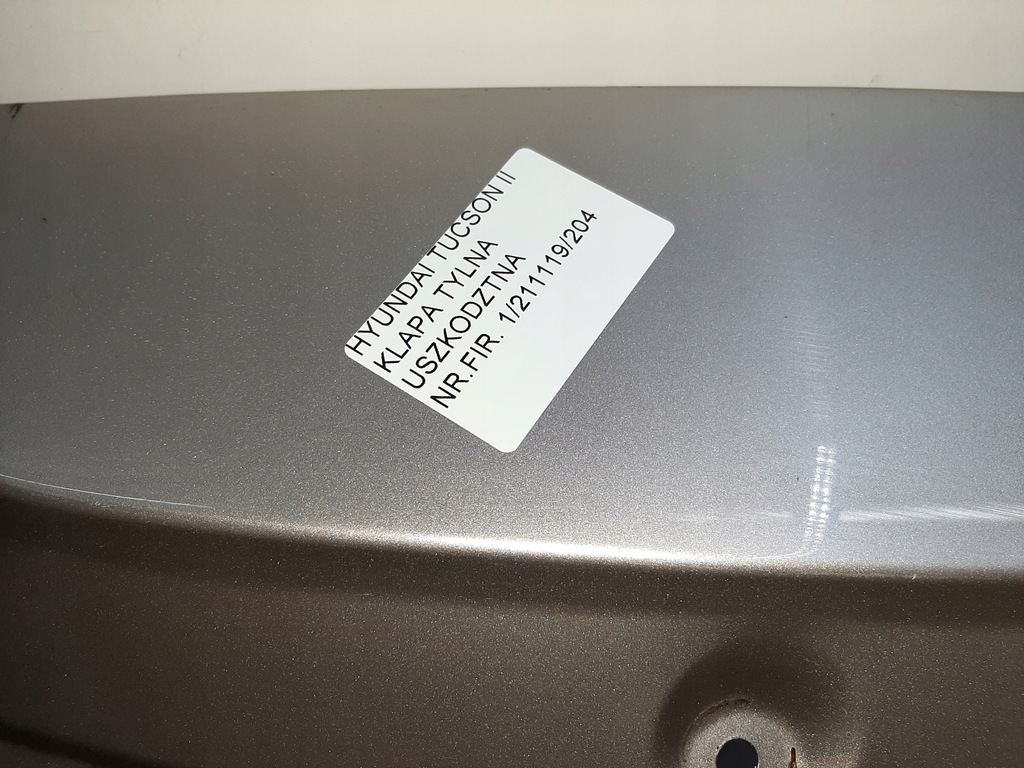 HYUNDAI TUCSON II
KLAPA TYLNA
USZKODZTNA
NR.FIR. 1/211119/204